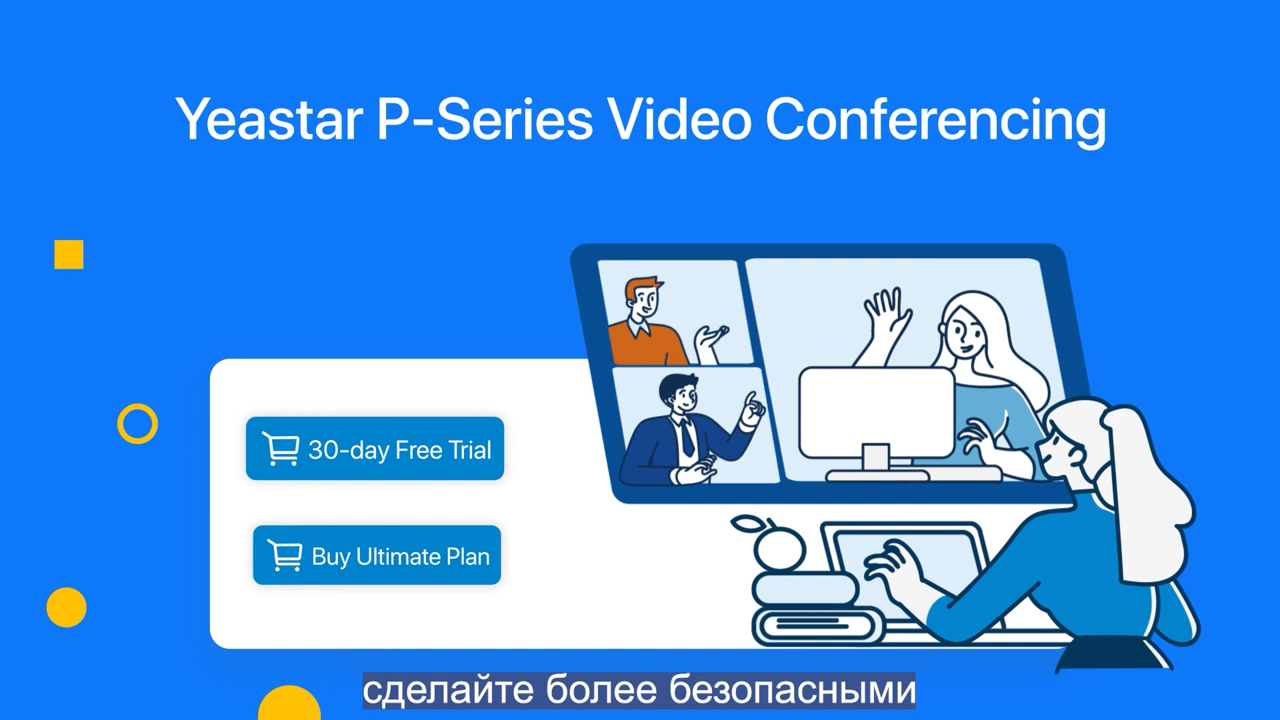 Yeastar P-Series Video Conferencing
30-day Free Trial
Buy Ultimate Plan
сделайте более безопасными